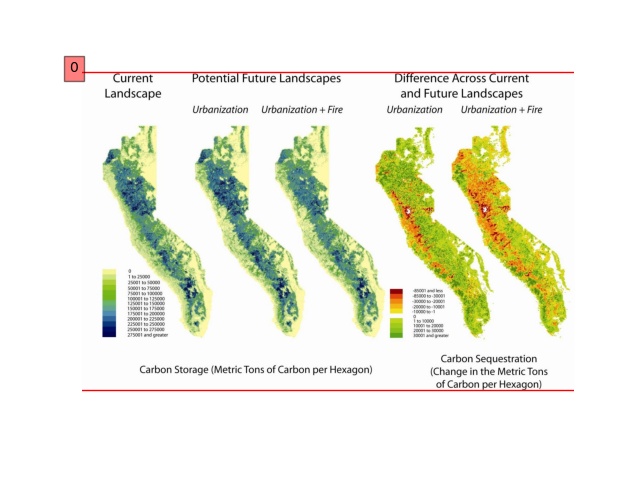 0
Current
Landscape
Potential Future Landscapes
Difference Across Current
and Future Landscapes
Urbanization
Urbanization + Fire
Urbanization
Urbanization + Fire
0
1 to 25000
25001 to 50000
50001 to 75000
75001 to 100000
100001 to 125000
125001 to 150000
150001 to 175000
175001 to 200000
200001 to 225000
225001 to 250000
250001 to 275000
275001 and greater
-85001 and less
-85000 to -30001
-30000 to -20001
-20000 to -10001
-10000 to -1
0
1 to 10000
10001 to 20000
20001 to 30000
30001 and greater
Carbon Storage (Metric Tons of Carbon per Hexagon)
Carbon Sequestration
(Change in the Metric Tons
of Carbon per Hexagon)